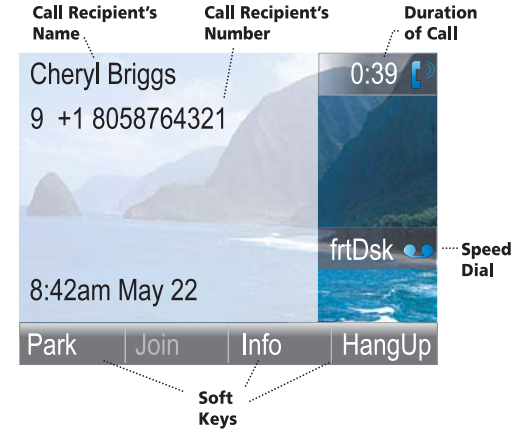 Call Recipient's
Name
Call Recipient's
Number
Duration
of Call
Cheryl Briggs
0:39
9 +1 8058764321
frtDsk
Speed
Dial
8:42am May 22
Park
Join
Info
HangUp
Soft
Keys